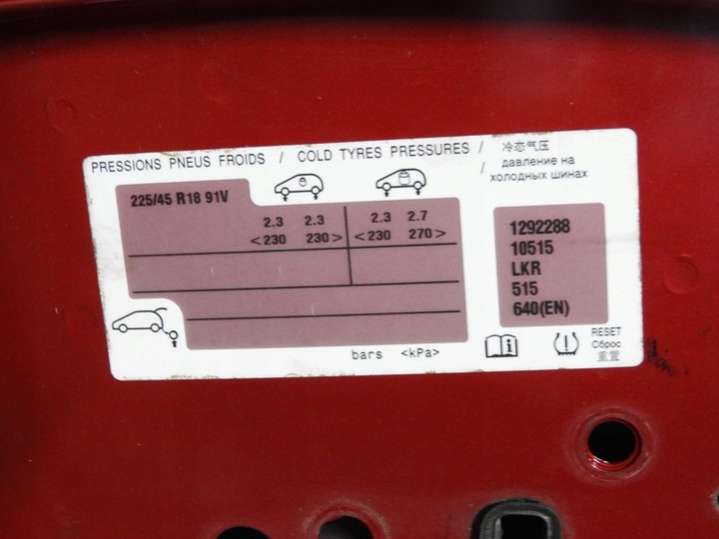 PRESSIONS PNEUS FROIDS / COLD TYRES PRESSURES / 冷态气压
/ давление на
холодных шинах
225/45 R18 91V
2.3 2.3 2.3 2.7
<230 230> <230 270>
1292288
10515
LKR
515
640(EN)
bars <kPa>
RESET
Сброс
重置